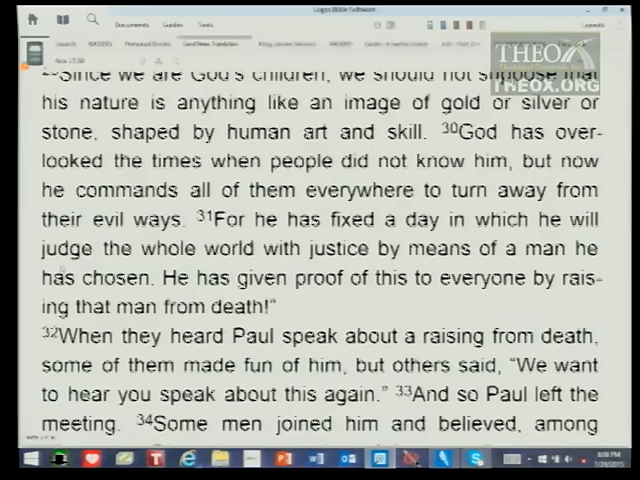 Logos Bible Software
Documents Guides Tools
Layouts
Search NASB95 Personal Books Good News Translation NASB95
THEOX
THEOX.ORG
Since we are God's children, we should not suppose that
his nature is anything like an image of gold or silver or
stone, shaped by human art and skill. 30God has over-
looked the times when people did not know him, but now
he commands all of them everywhere to turn away from
their evil ways. 31For he has fixed a day in which he will
judge the whole world with justice by means of a man he
has chosen. He has given proof of this to everyone by rais-
ing that man from death!"
32When they heard Paul speak about a raising from death,
some of them made fun of him, but others said, "We want
to hear you speak about this again." 33And so Paul left the
meeting. 34Some men joined him and believed, among